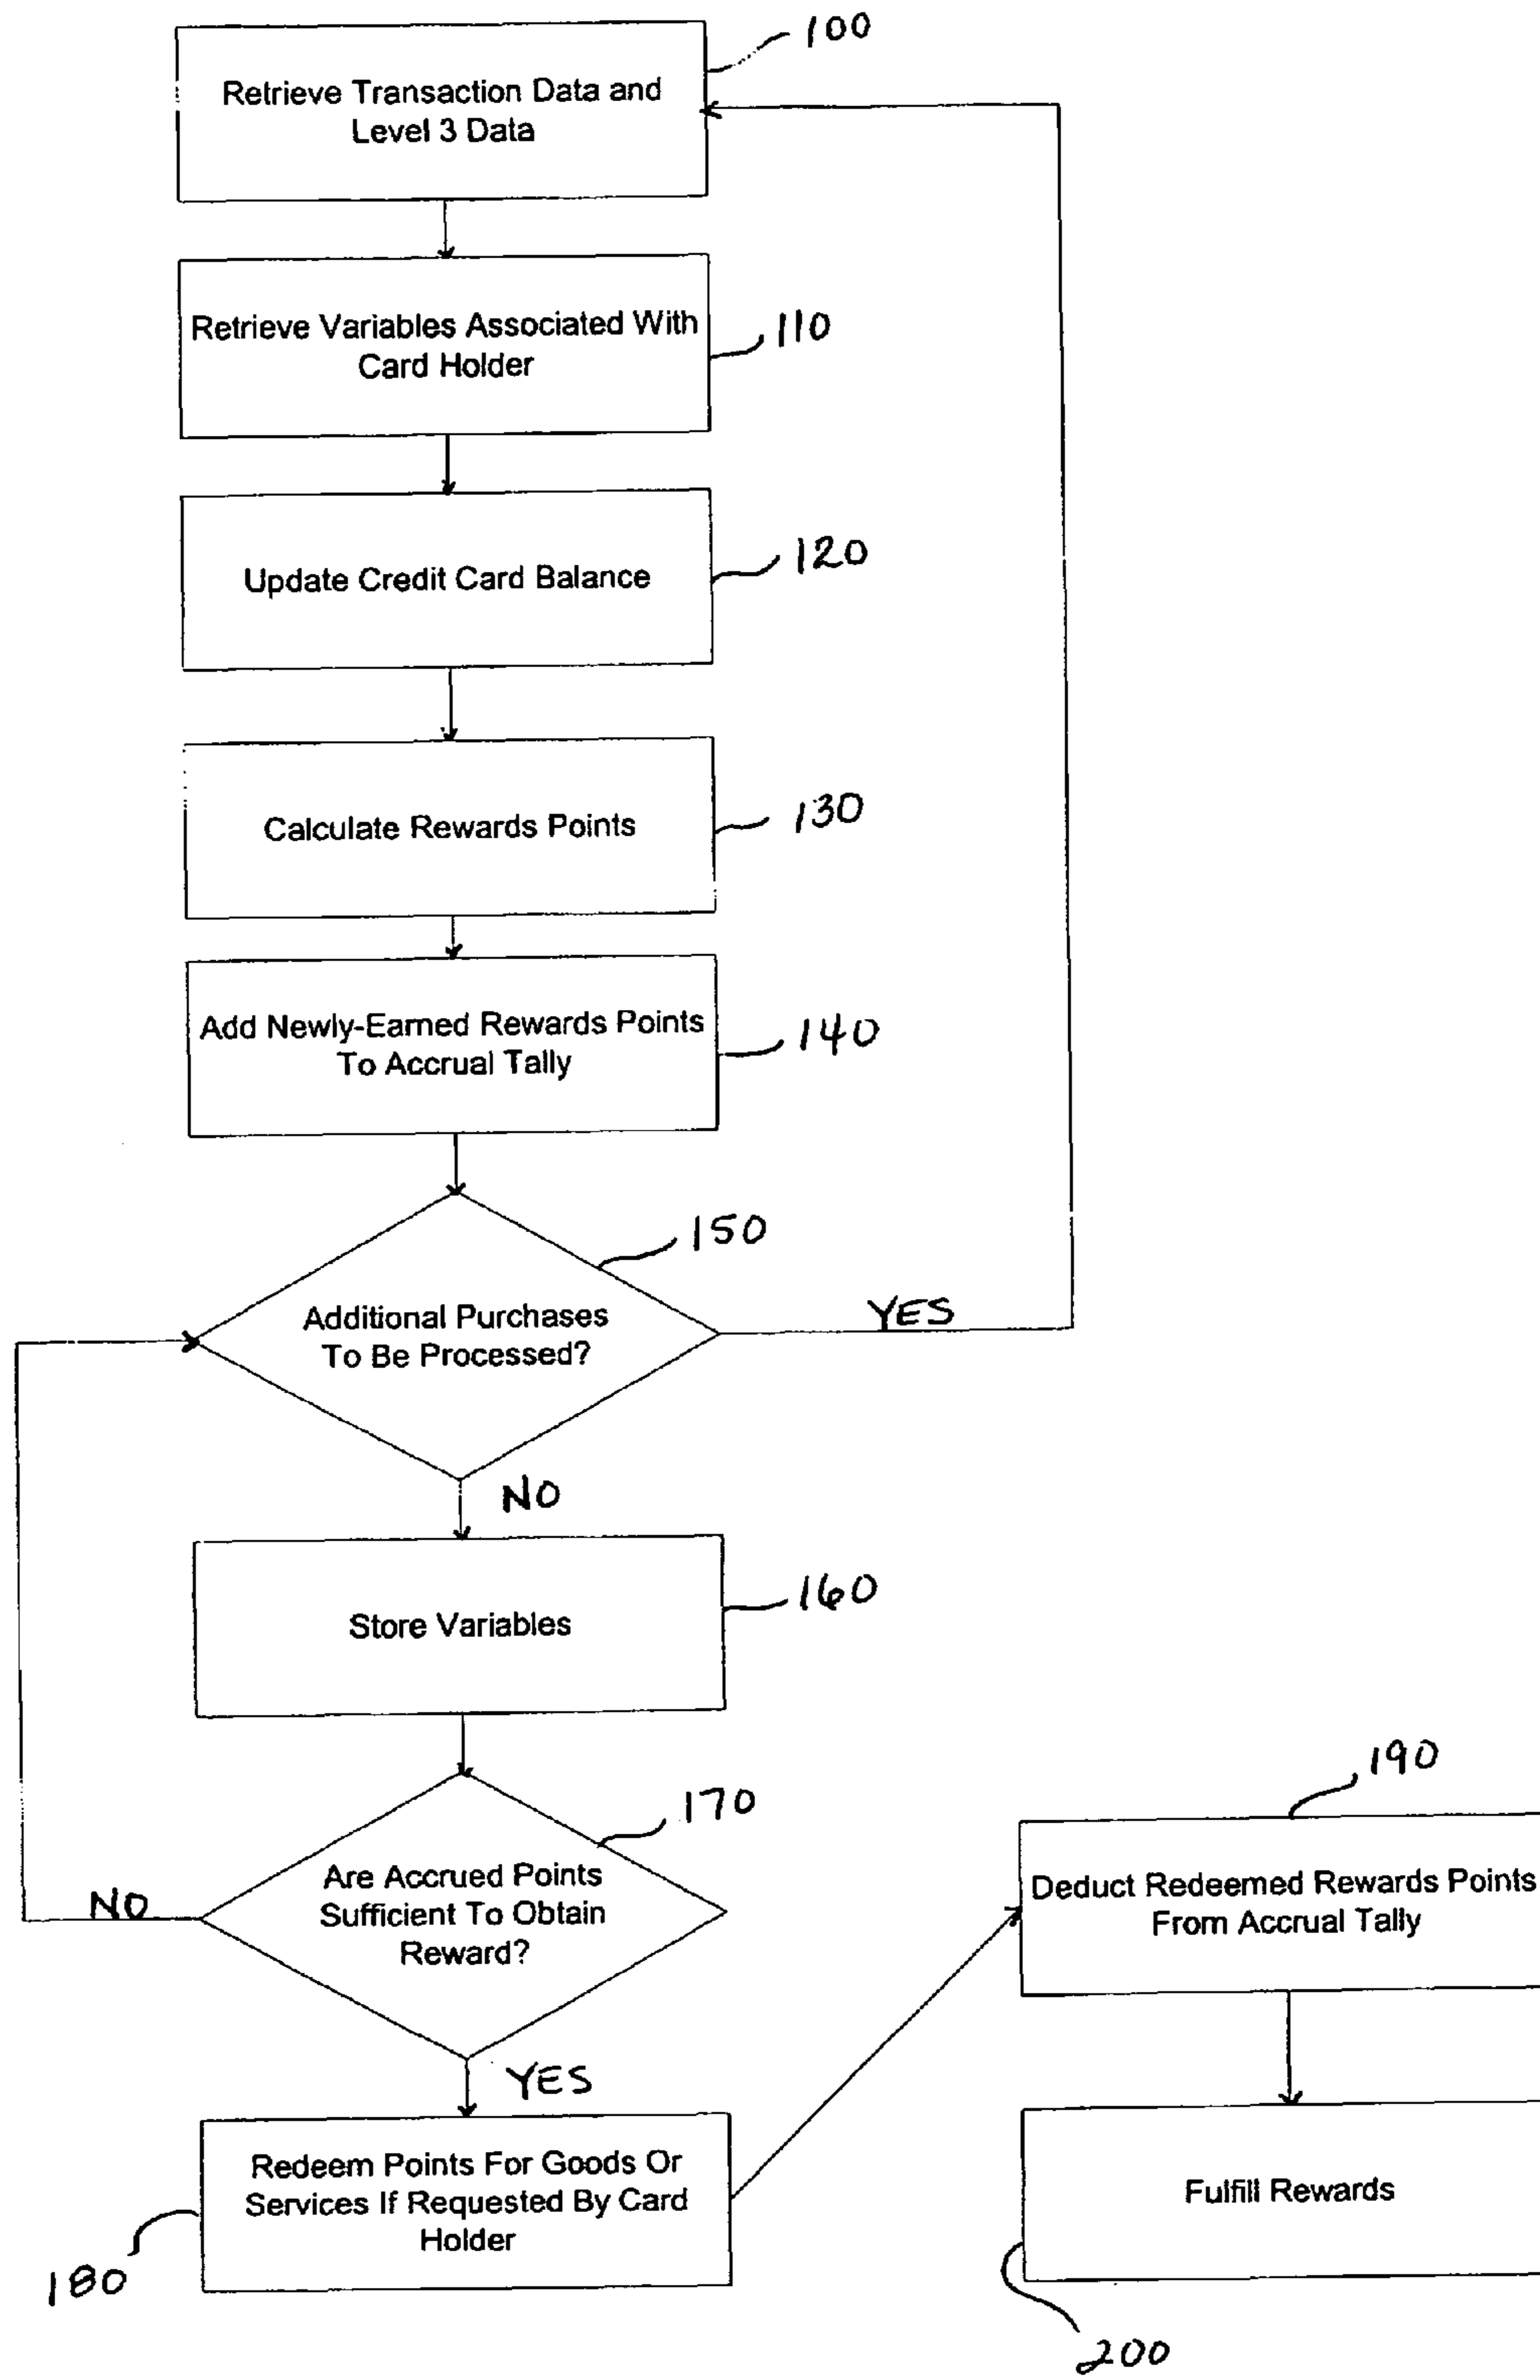 100
Retrieve Transaction Data and
Level 3 Data
Retrieve Variables Associated With
Card Holder
110
Update Credit Card Balance
120
Calculate Rewards Points
130
Add Newly-Earned Rewards Points
To Accrual Tally
140
150
Additional Purchases
To Be Processed?
YES
NO
Store Variables
160
170
Are Accrued Points
Sufficient To Obtain
Reward?
NO
YES
Redeem Points For Goods Or
Services If Requested By Card
Holder
180
190
Deduct Redeemed Rewards Points
From Accrual Tally
Fulfill Rewards
200